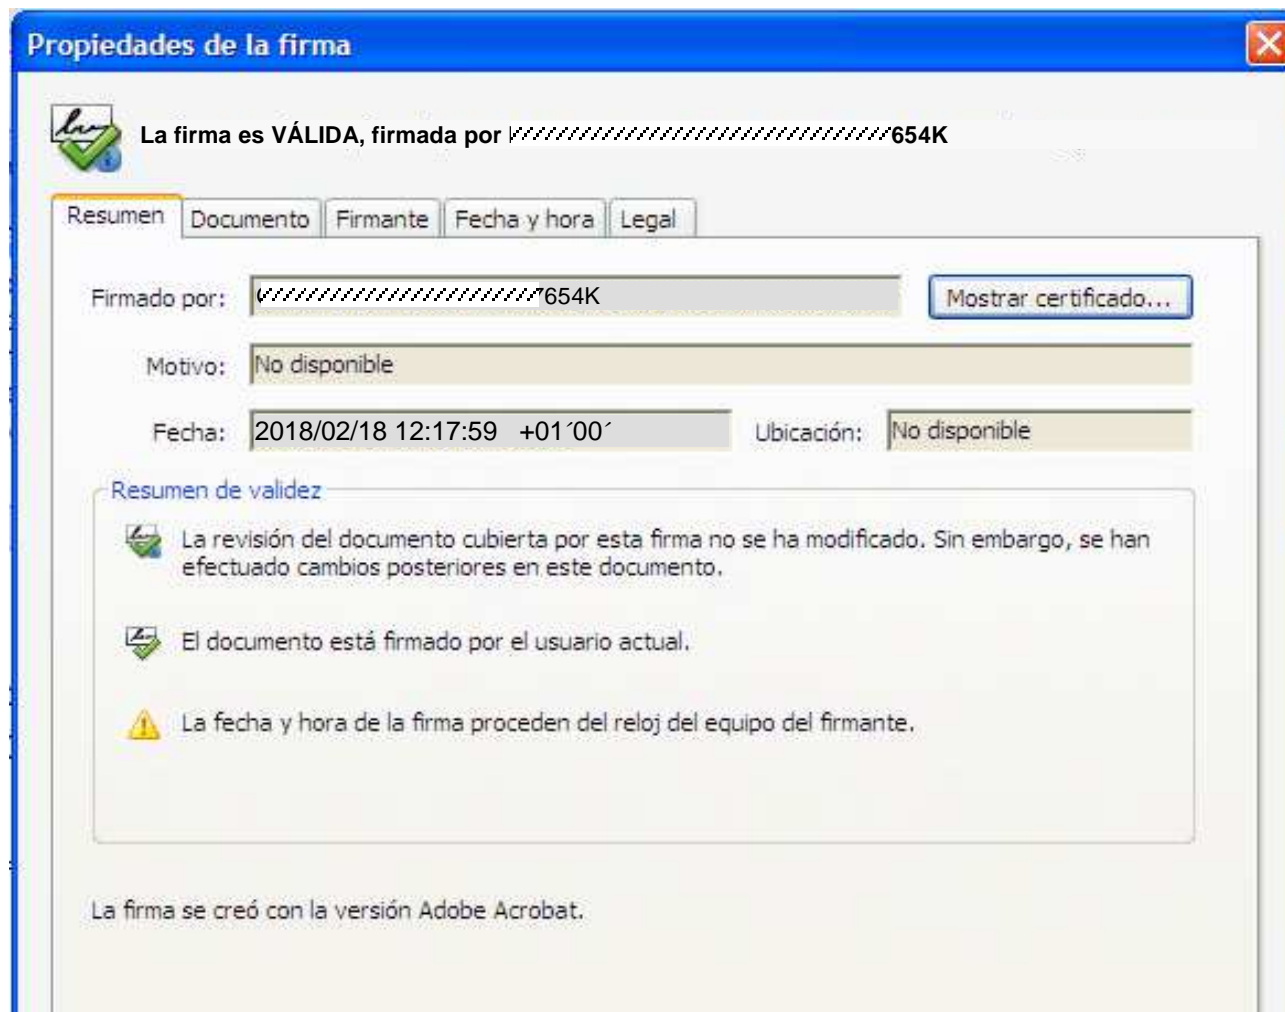 Propiedades de la firma
La firma es VÁLIDA, firmada por 654K
Resumen Documento Firmante Fecha y hora Legal
Firmado por: 7654K Mostrar certificado...
Motivo: No disponible
Fecha: 2018/02/18 12:17:59 +01´00´ Ubicación: No disponible
Resumen de validez
La revisión del documento cubierta por esta firma no se ha modificado. Sin embargo, se han
efectuado cambios posteriores en este documento.
El documento está firmado por el usuario actual.
La fecha y hora de la firma proceden del reloj del equipo del firmante.
La firma se creó con la versión Adobe Acrobat.